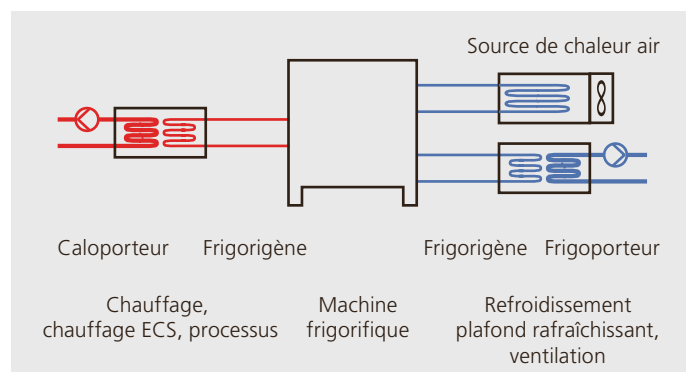 Source de chaleur air
Caloporteur Frigorigène Frigorigène Frigoporteur
Chauffage,
chauffage ECS, processus
Machine
frigorifique
Refroidissement
plafond rafraîchissant,
ventilation